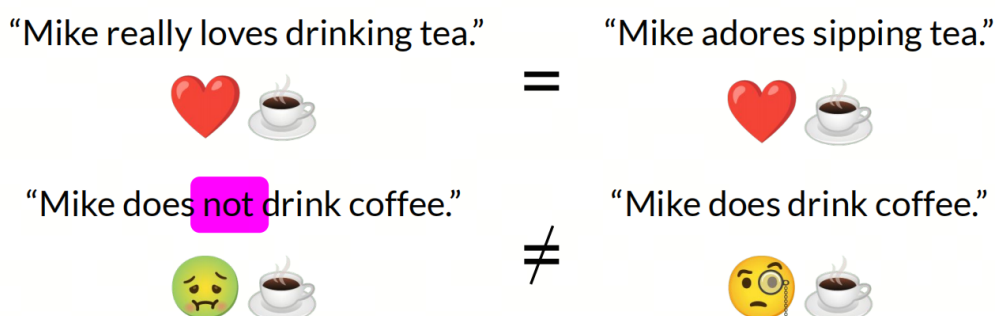 “Mike really loves drinking tea.” = “Mike adores sipping tea.”
“Mike does not drink coffee.” ≠ “Mike does drink coffee.”